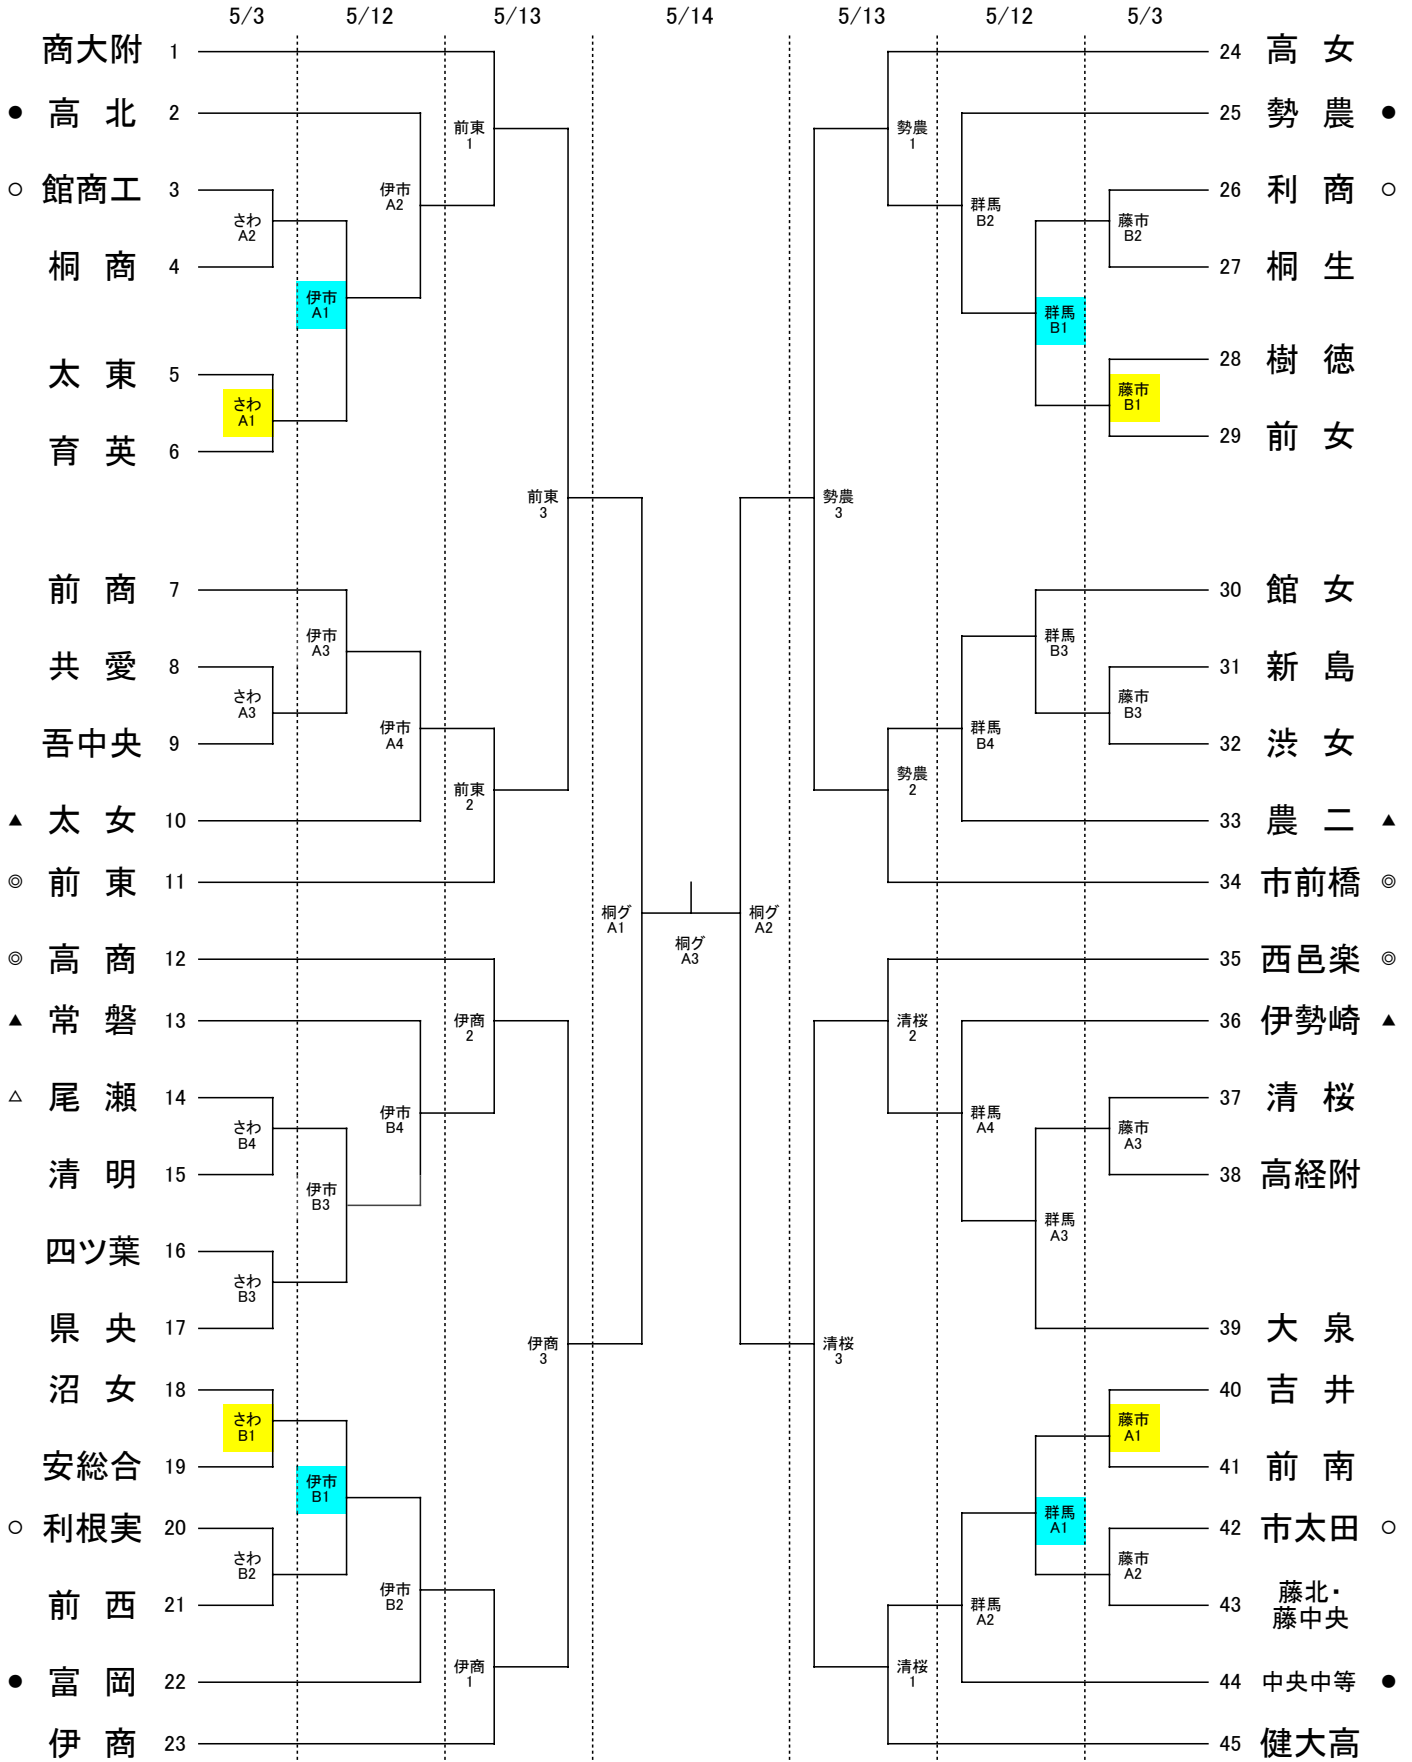 5/3 5/12 5/13 5/14 5/13 5/12 5/3
商大附 1
● 高北 2
○ 館商工 3
桐商 4
太東 5
育英 6
前商 7
共愛 8
吾中央 9
▲ 太女 10
◎ 前東 11
◎ 高商 12
▲ 常磐 13
△ 尾瀬 14
清明 15
四ツ葉 16
県央 17
沼女 18
安総合 19
○ 利根実 20
前西 21
● 富岡 22
伊商 23
さわ
A2
さわ
A1
さわ
A3
さわ
B4
さわ
B3
さわ
B1
さわ
B2
伊市
A1
伊市
A3
伊市
B3
伊市
B1
伊市
A2
伊市
A4
伊市
B4
伊市
B2
前東
1
前東
2
伊商
2
伊商
1
前東
3
伊商
3
桐グ
A1
桐グ
A3
桐グ
A2
勢農
3
清桜
3
勢農
1
勢農
2
清桜
2
清桜
1
群馬
B2
群馬
B4
群馬
A4
群馬
A2
群馬
B1
群馬
B3
群馬
A3
群馬
A1
藤市
B2
藤市
B1
藤市
B3
藤市
A3
藤市
A1
藤市
A2
24 高女
25 勢農 ●
26 利商 ○
27 桐生
28 樹徳
29 前女
30 館女
31 新島
32 渋女
33 農二 ▲
34 市前橋 ◎
35 西邑楽 ◎
36 伊勢崎 ▲
37 清桜
38 高経附
39 大泉
40 吉井
41 前南
42 市太田 ○
43 藤北・
藤中央
44 中央中等 ●
45 健大高